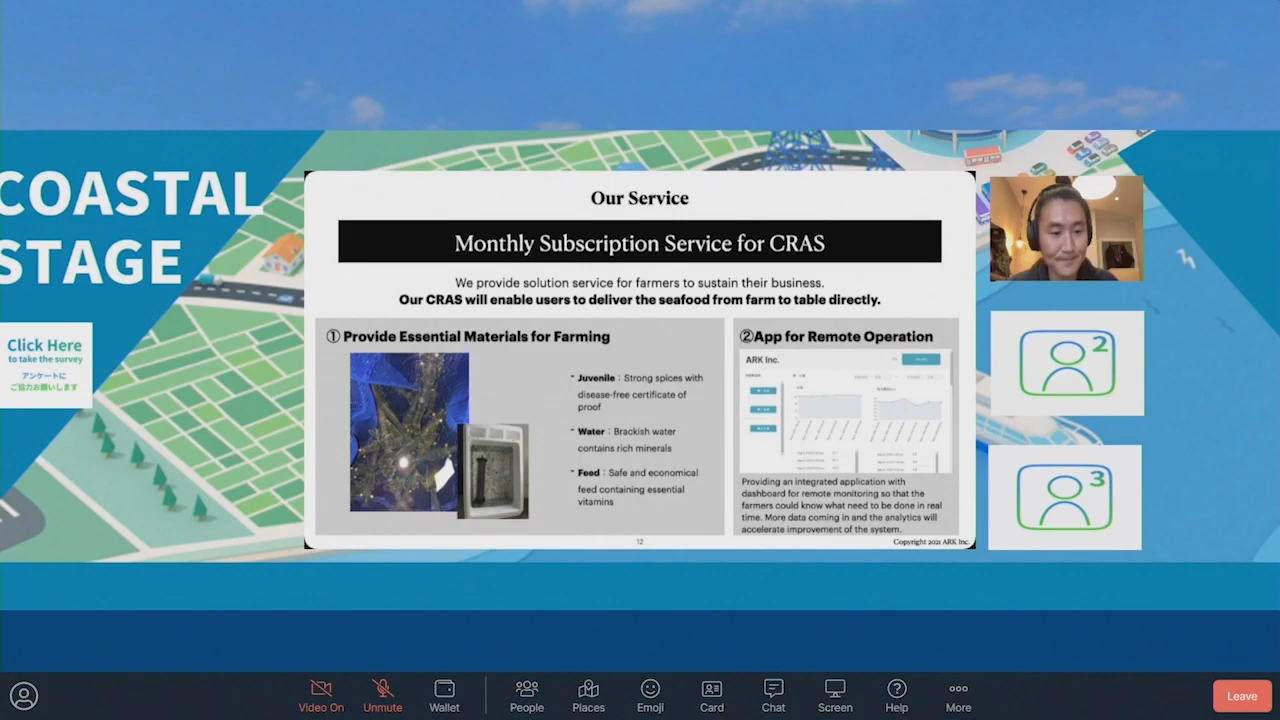 COASTAL
STAGE
Click Here
to take the survey
アンケートに
ご協力お願いします
Our Service
Monthly Subscription Service for CRAS
We provide solution service for farmers to sustain their business.
Our CRAS will enable users to deliver the seafood from farm to table directly.
① Provide Essential Materials for Farming
- Juvenile : Strong spices with
disease-free certificate of
proof
- Water : Brackish water
contains rich minerals
- Feed : Safe and economical
feed containing essential
vitamins
②App for Remote Operation
ARK Inc.
Providing an integrated application with
dashboard for remote monitoring so that the
farmers could know what need to be done in real
time. More data coming in and the analytics will
accelerate improvement of the system.
12
Copyright 2021 ARK Inc.
2
3
Video On
Unmute
Wallet
People
Places
Emoji
Card
Chat
Screen
Help
More
Leave